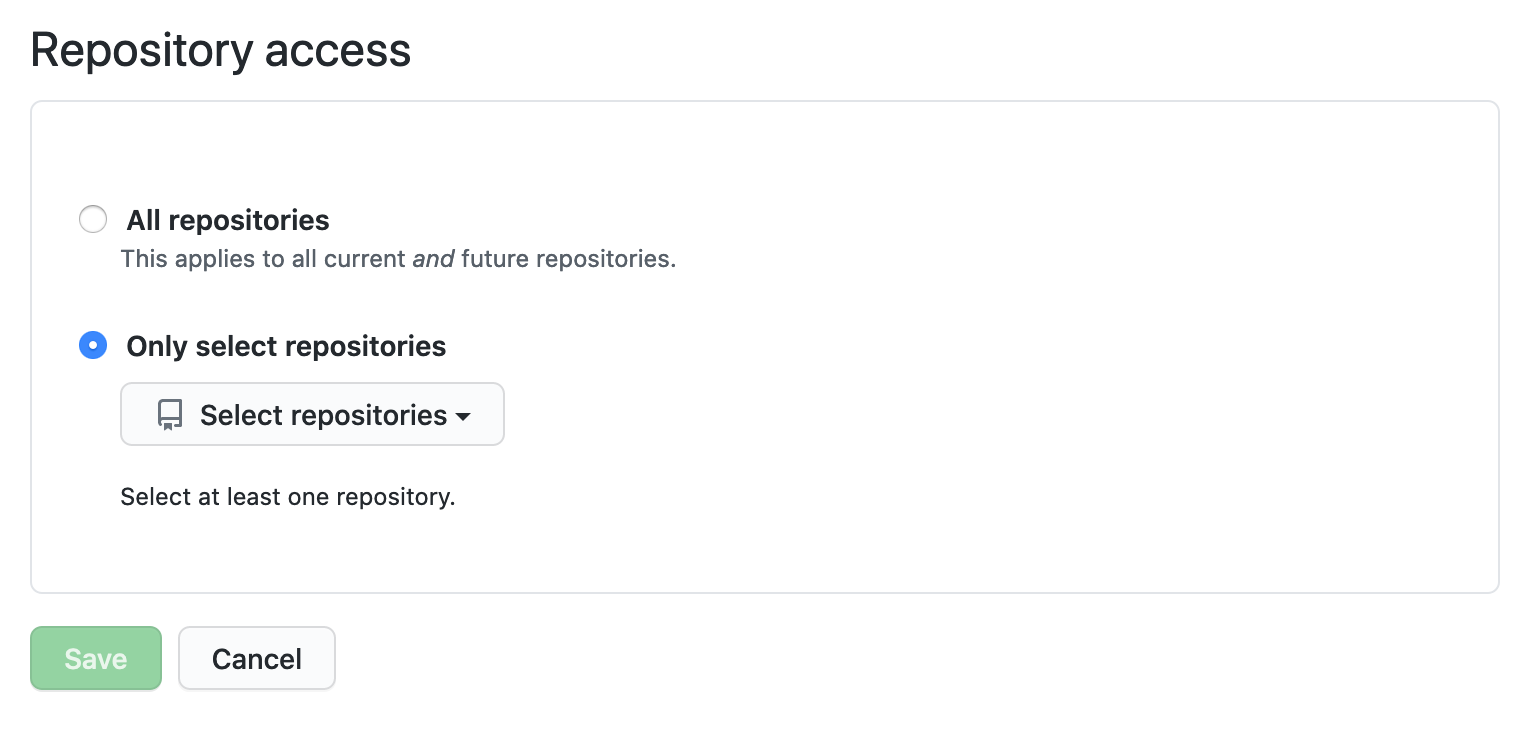 Repository access
All repositories
This applies to all current and future repositories.
Only select repositories
Select repositories
Select at least one repository.
Save
Cancel